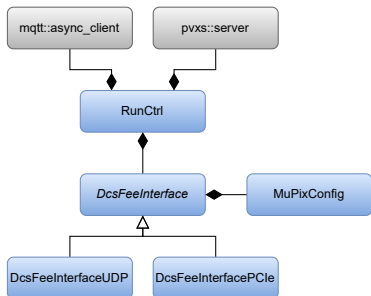 mqtt::async_client
pvxs::server
RunCtrl
DcsFeeInterface
MuPixConfig
DcsFeeInterfaceUDP
DcsFeeInterfacePCIe